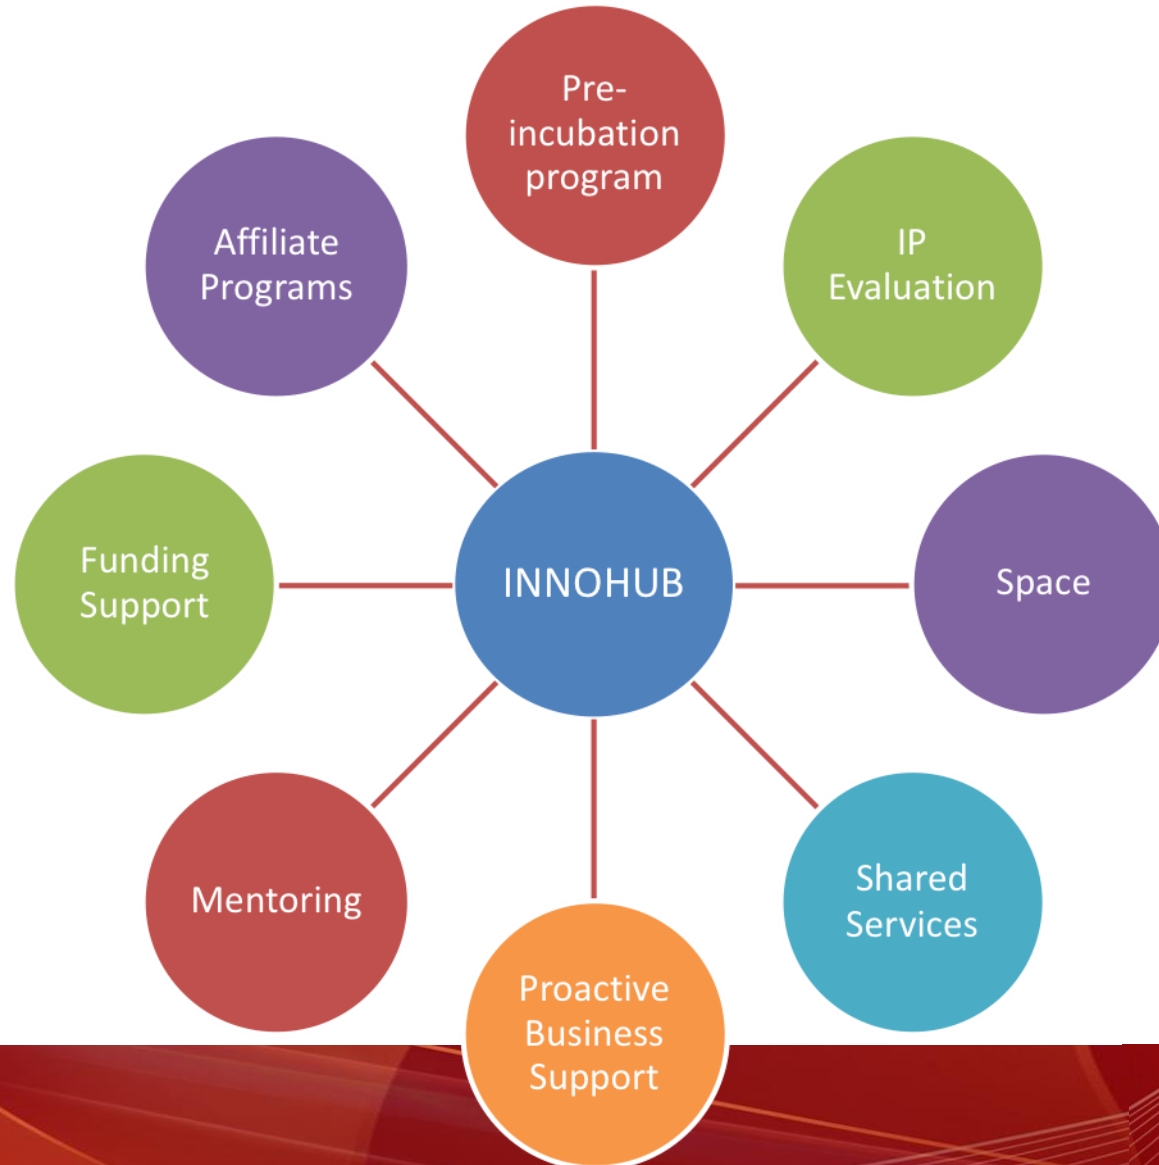 Pre-
incubation
program
IP
Evaluation
Space
Shared
Services
Proactive
Business
Support
Mentoring
Funding
Support
Affiliate
Programs
INNOHUB